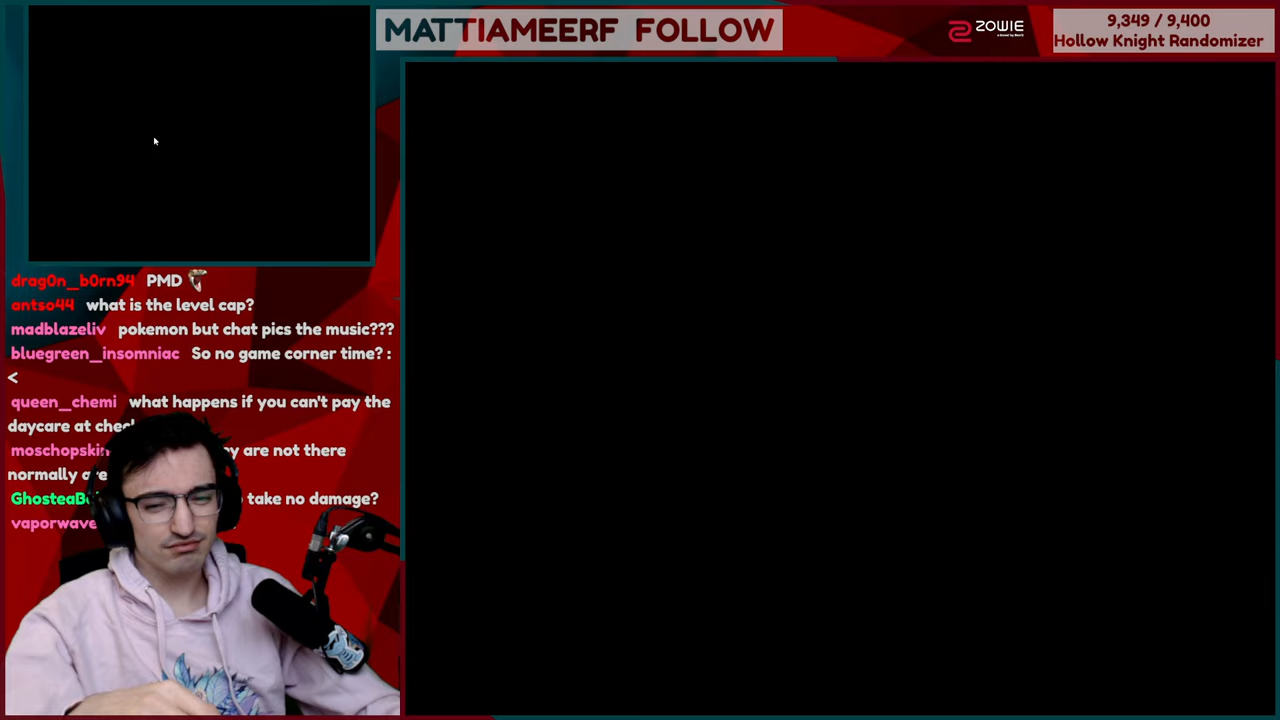 MATTIAMEERF FOLLOW
ZOWIE
9,349 / 9,400
Hollow Knight Randomizer
drag0n_b0rn94 PMD
antso44 what is the level cap?
madblazeliv pokemon but chat pics the music???
bluegreen_insomniac So no game corner time? :
<
queen_chemi what happens if you can't pay the
daycare at
moschopskin are not there
normally are
take no damage?
vaporwave